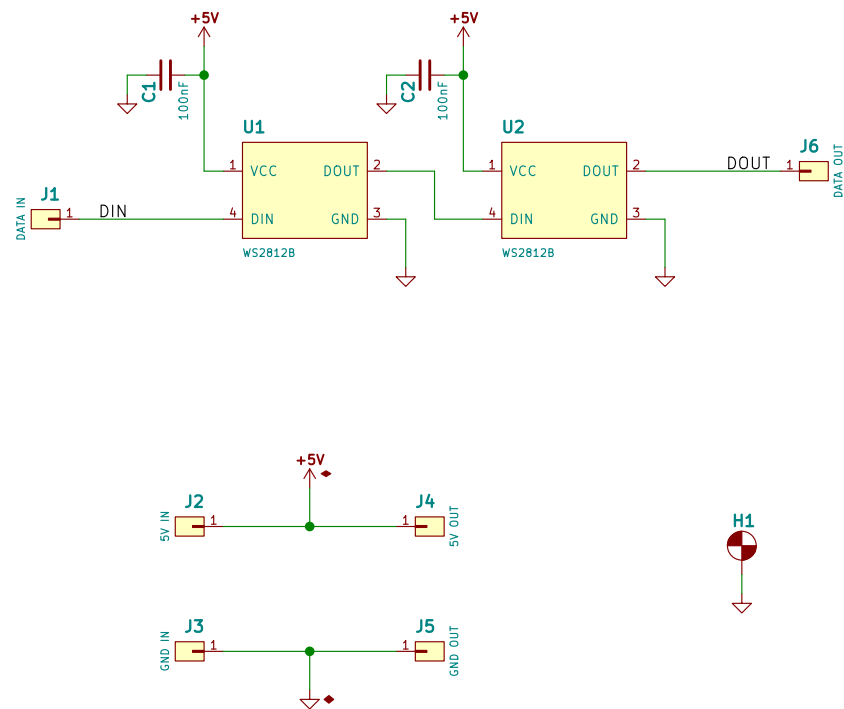 +5V
+5V
C1
100nF
C2
100nF
U1
U2
1
VCC
DOUT
2
1
VCC
DOUT
2
DOUT
1
J6
DATA OUT
J1
DATA IN
1
DIN
4
DIN
GND
3
4
DIN
GND
3
WS2812B
WS2812B
+5V
J2
5V IN
1
1
J4
5V OUT
H1
J3
GND IN
1
1
J5
GND OUT